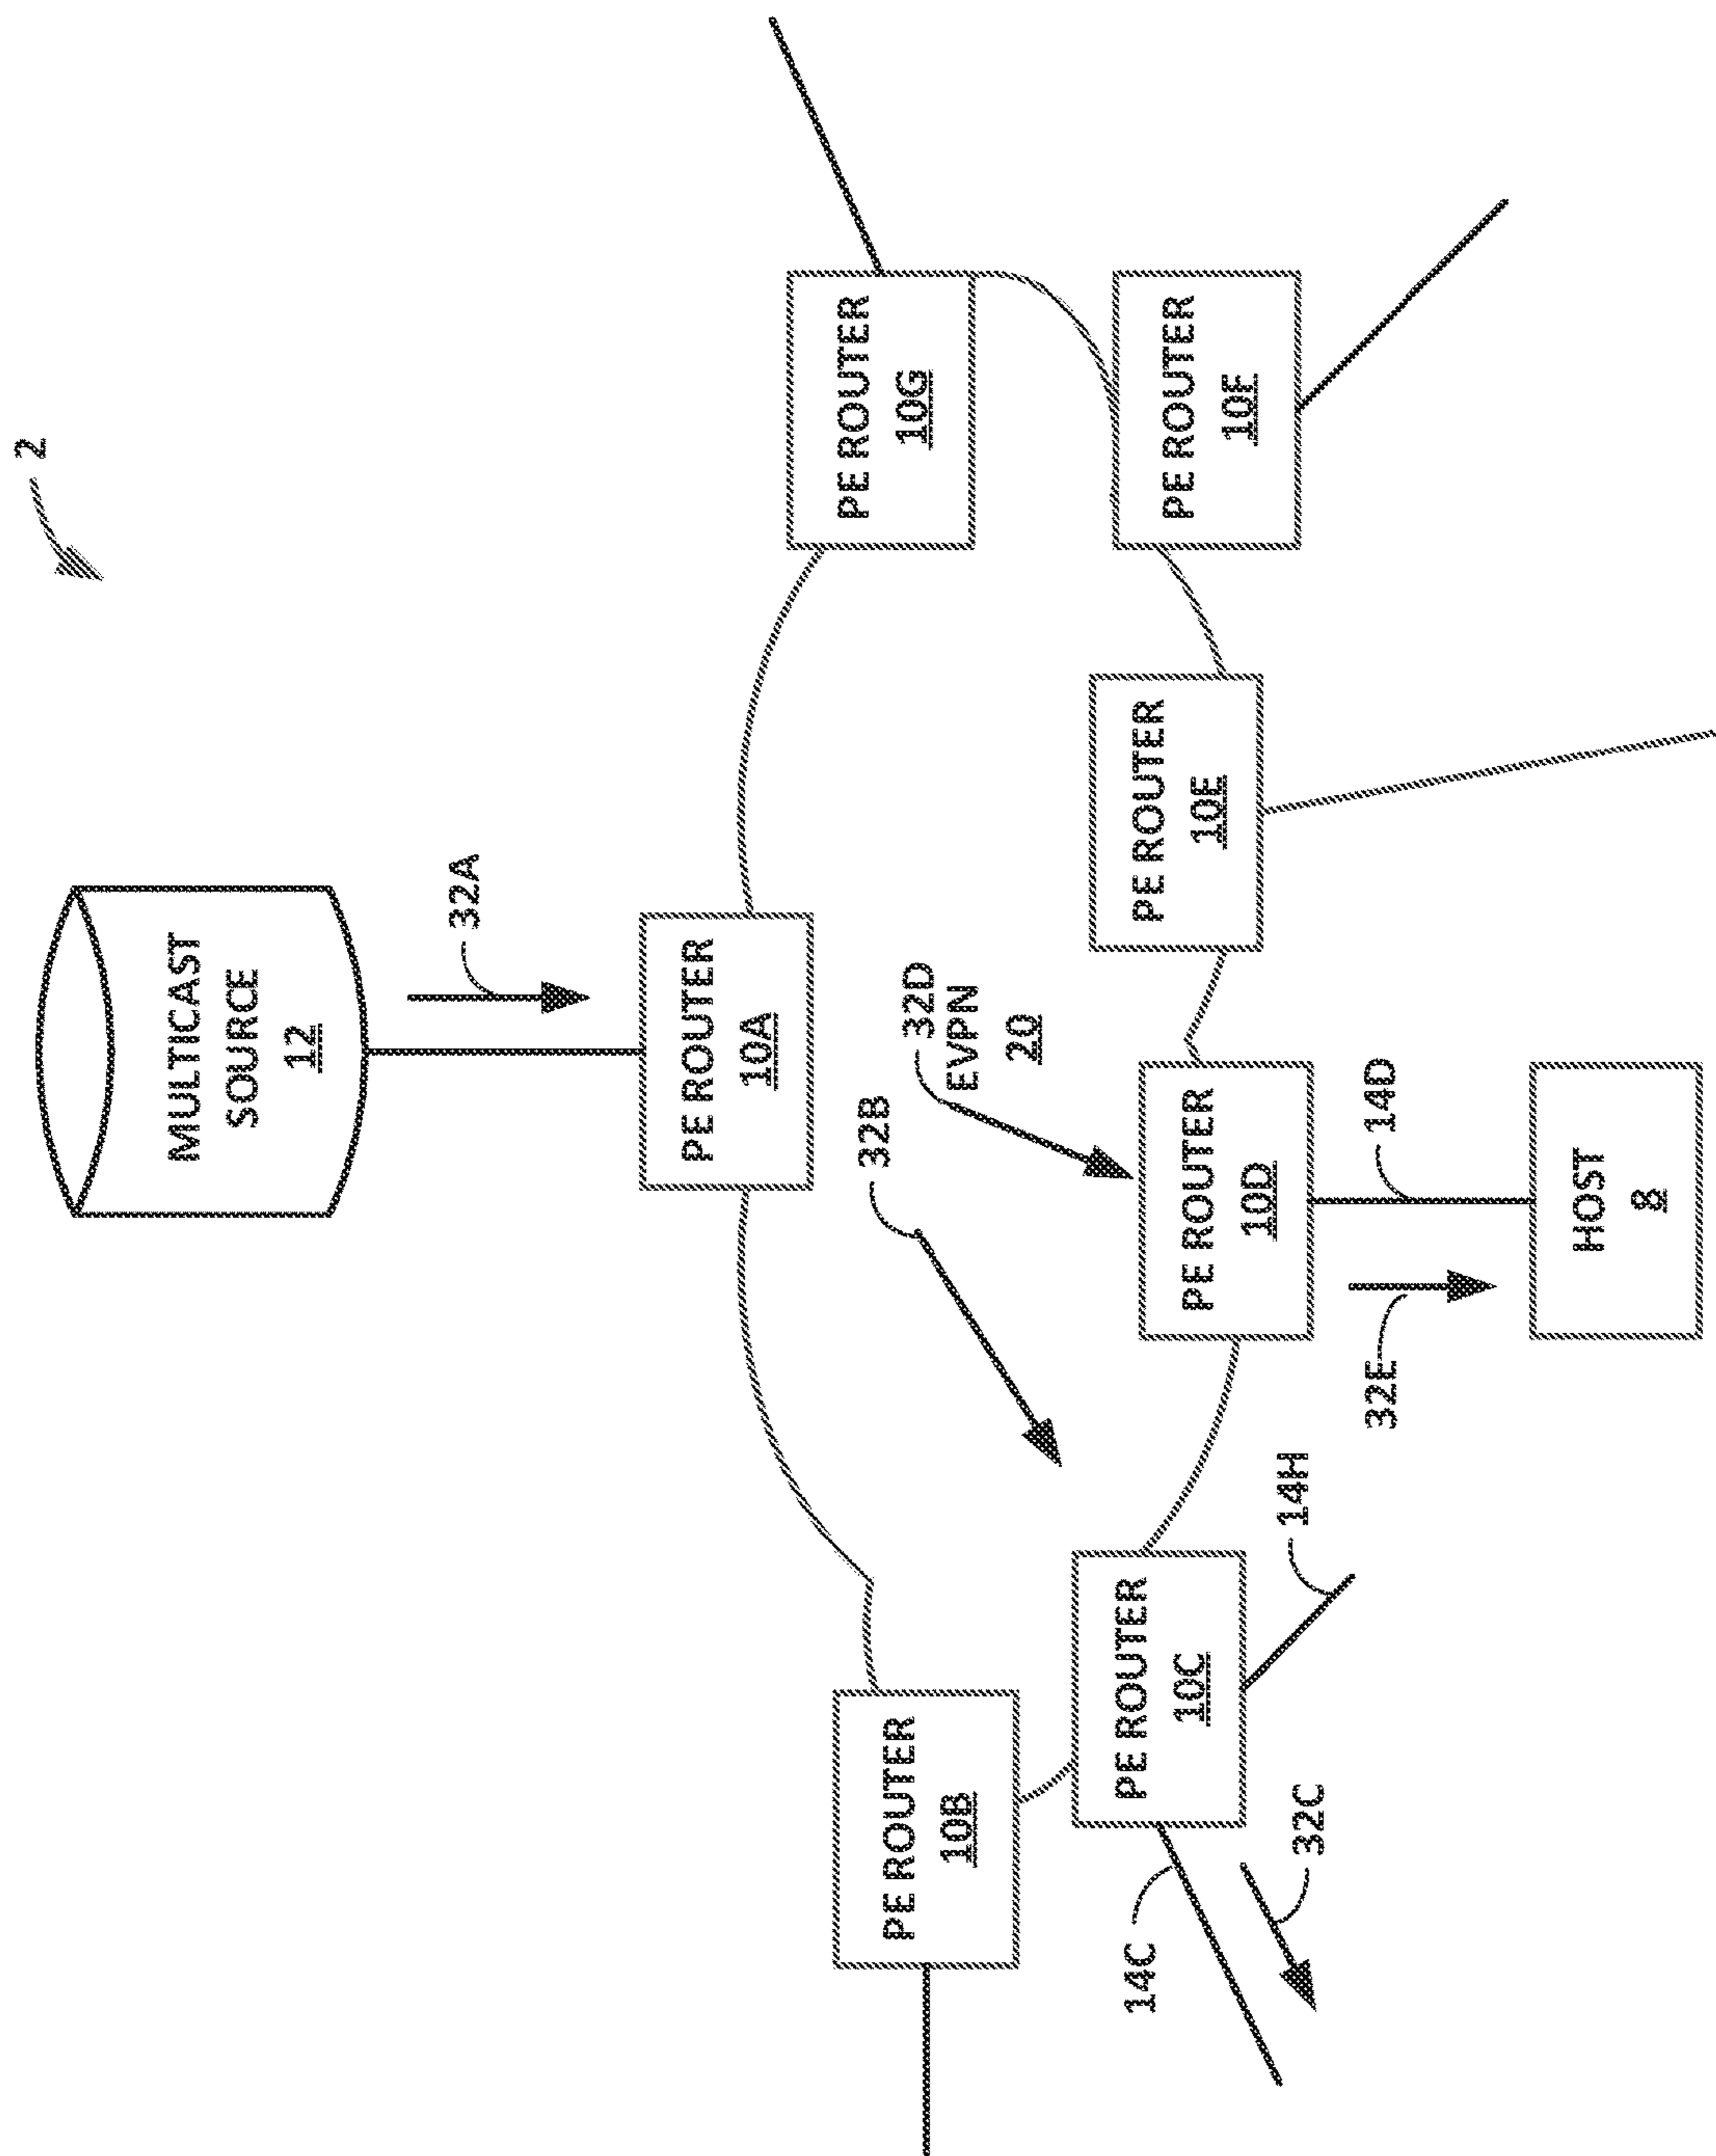 2
MULTICAST
SOURCE
12
32A
PE ROUTER
10A
PE ROUTER
10G
PE ROUTER
10B
32B
32D
EVPN
20
PE ROUTER
10F
PE ROUTER
10E
PE ROUTER
10D
PE ROUTER
10C
14C
32C
14H
32E
14D
HOST
8